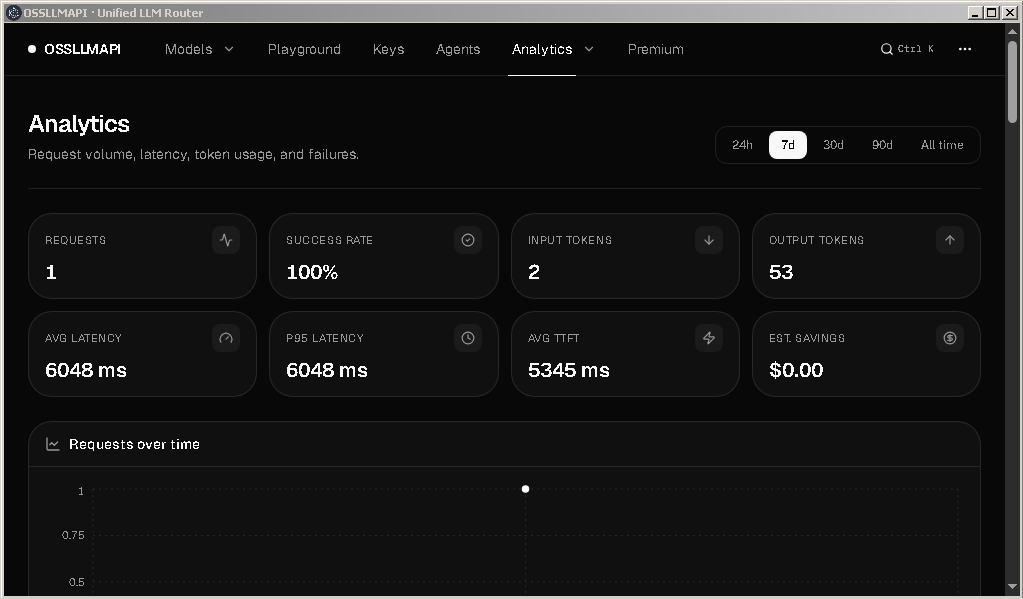 OSSLLMAPI · Unified LLM Router
OSSLLMAPI Models Playground Keys Agents Analytics Premium Ctrl K
Analytics
Request volume, latency, token usage, and failures.
24h 7d 30d 90d All time
REQUESTS
1
SUCCESS RATE
100%
INPUT TOKENS
2
OUTPUT TOKENS
53
AVG LATENCY
6048 ms
P95 LATENCY
6048 ms
AVG TTFT
5345 ms
EST. SAVINGS
$0.00
Requests over time
1
0.75
0.5